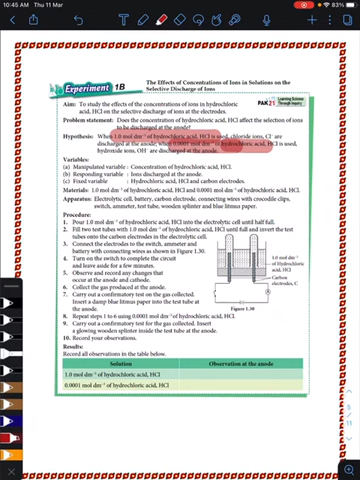 10:45 AM Tue 11 May
93%
Experiment 1B
The Effects of Concentrations of Ions in Solutions on the
Selective Discharge of Ions
PAK 21
Learning Science
Through Inquiry
Aim: To study the effects of the concentrations of ions in hydrochloric
acid, HCl on the selective discharge of ions at the electrodes.
Problem statement: Does the concentration of hydrochloric acid, HCl affect the selection of ions
to be discharged at the anode?
Hypothesis: When 1.0 mol dm⁻³ of hydrochloric acid, HCl is used, chloride ions, Cl⁻ are
discharged at the anode; when 0.0001 mol dm⁻³ of hydrochloric acid, HCl is used,
hydroxide ions, OH⁻ are discharged at the anode.
Variables:
(a) Manipulated variable : Concentration of hydrochloric acid, HCl.
(b) Responding variable : Ions discharged at the anode.
(c) Fixed variable : Hydrochloric acid, HCl and carbon electrodes.
Materials: 1.0 mol dm⁻³ of hydrochloric acid, HCl and 0.0001 mol dm⁻³ of hydrochloric acid, HCl.
Apparatus: Electrolytic cell, battery, carbon electrode, connecting wires with crocodile clips,
switch, ammeter, test tube, wooden splinter and blue litmus paper.
Procedure:
1. Pour 1.0 mol dm⁻³ of hydrochloric acid, HCl into the electrolytic cell until half full.
2. Fill two test tubes with 1.0 mol dm⁻³ of hydrochloric acid, HCl until full and invert the test
tubes onto the carbon electrodes in the electrolytic cell.
3. Connect the electrodes to the switch, ammeter and
battery with connecting wires as shown in Figure 1.30.
4. Turn on the switch to complete the circuit
and leave aside for a few minutes.
5. Observe and record any changes that
occur at the anode and cathode.
6. Collect the gas produced at the anode.
7. Carry out a confirmatory test for the gas collected.
Insert a damp blue litmus paper into the test tube at
the anode.
1.0 mol dm⁻³
of Hydrochloric
acid, HCl
Carbon
electrodes, C
A
Figure 1.30
8. Repeat steps 1 to 6 using 0.0001 mol dm⁻³ of hydrochloric acid, HCl.
9. Carry out a confirmatory test for the gas collected. Insert
a glowing wooden splinter inside the test tube at the anode.
10. Record your observations.
Results:
Record all observations in the table below.
Solution
Observation at the anode
1.0 mol dm⁻³ of hydrochloric acid, HCl
0.0001 mol dm⁻³ of hydrochloric acid, HCl
11